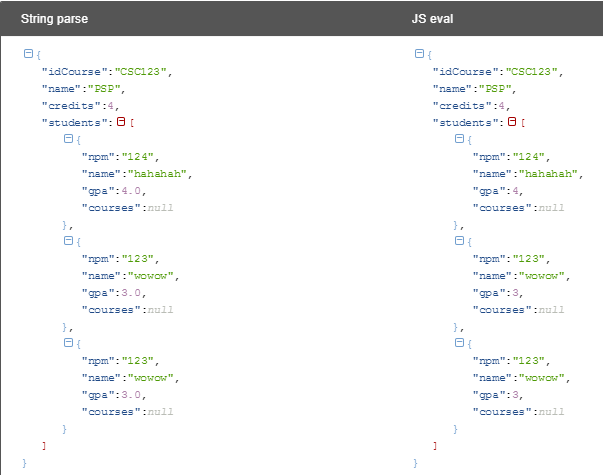 String parse JS eval
{ {
"idCourse":"CSC123", "idCourse":"CSC123",
"name":"PSP", "name":"PSP",
"credits":4, "credits":4,
"students":[ "students":[
{ {
"npm":"124", "npm":"124",
"name":"hahahah", "name":"hahahah",
"gpa":4.0, "gpa":4,
"courses":null "courses":null
}, },
{ {
"npm":"123", "npm":"123",
"name":"wowow", "name":"wowow",
"gpa":3.0, "gpa":3,
"courses":null "courses":null
}, },
{ {
"npm":"123", "npm":"123",
"name":"wowow", "name":"wowow",
"gpa":3.0, "gpa":3,
"courses":null "courses":null
} }
] ]
} }